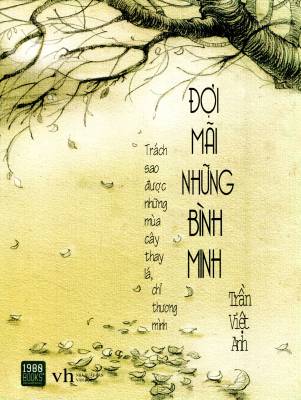 ĐỢI
MÃI
NHỮNG
BÌNH
MINH
Trách
sao
được
những
mùa
cây
thay
lá,
chỉ
thương
mình
Trần
Việt
Anh
1980
BOOKS
vh